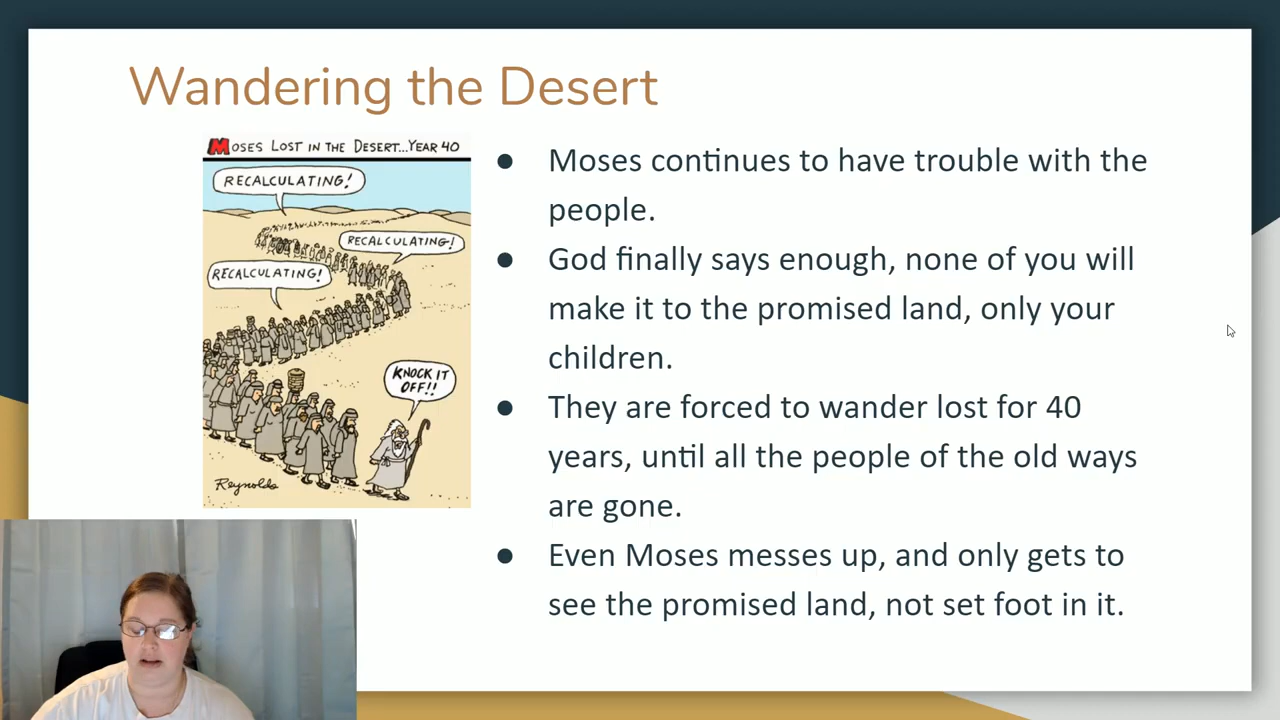 Wandering the Desert
MOSES LOST IN THE DESERT...YEAR 40
RECALCULATING!
RECALCULATING!
RECALCULATING!
KNOCK IT
OFF!!
Reynolds
● Moses continues to have trouble with the
people.
● God finally says enough, none of you will
make it to the promised land, only your
children.
● They are forced to wander lost for 40
years, until all the people of the old ways
are gone.
● Even Moses messes up, and only gets to
see the promised land, not set foot in it.